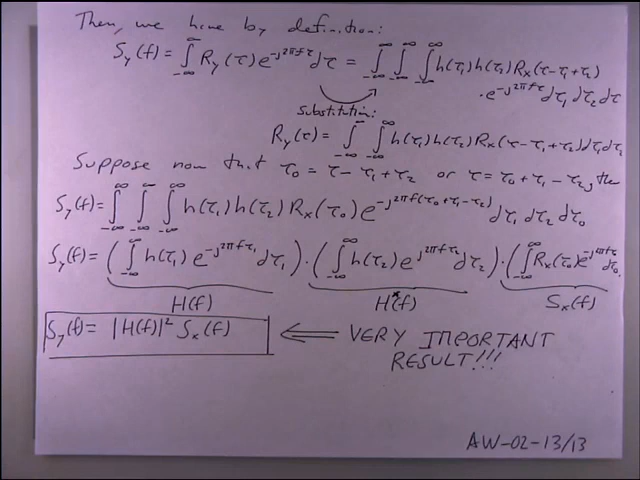 Then, we have by definition:
S_y(f) = ∫_{-∞}^{∞} R_y(τ) e^{-j2πfτ} dτ = ∫_{-∞}^{∞} ∫_{-∞}^{∞} ∫_{-∞}^{∞} h(τ_1) h(τ_2) R_x(τ-τ_1+τ_2)
· e^{-j2πfτ} dτ_1 dτ_2 dτ
substitution:
R_y(τ) = ∫_{-∞}^{∞} ∫_{-∞}^{∞} h(τ_1) h(τ_2) R_x(τ-τ_1+τ_2) dτ_1 dτ_2
Suppose now that τ_0 = τ-τ_1+τ_2 or τ = τ_0+τ_1-τ_2, then
S_y(f) = ∫_{-∞}^{∞} ∫_{-∞}^{∞} ∫_{-∞}^{∞} h(τ_1) h(τ_2) R_x(τ_0) e^{-j2πf(τ_0+τ_1-τ_2)} dτ_1 dτ_2 dτ_0
S_y(f) = (∫_{-∞}^{∞} h(τ_1) e^{-j2πfτ_1} dτ_1) · (∫_{-∞}^{∞} h(τ_2) e^{j2πfτ_2} dτ_2) · (∫_{-∞}^{∞} R_x(τ_0) e^{-j2πfτ_0} dτ_0
H(f) H*(f) S_x(f)
S_y(f) = |H(f)|² S_x(f) ⇐ VERY IMPORTANT
RESULT!!!
AW-02-13/13